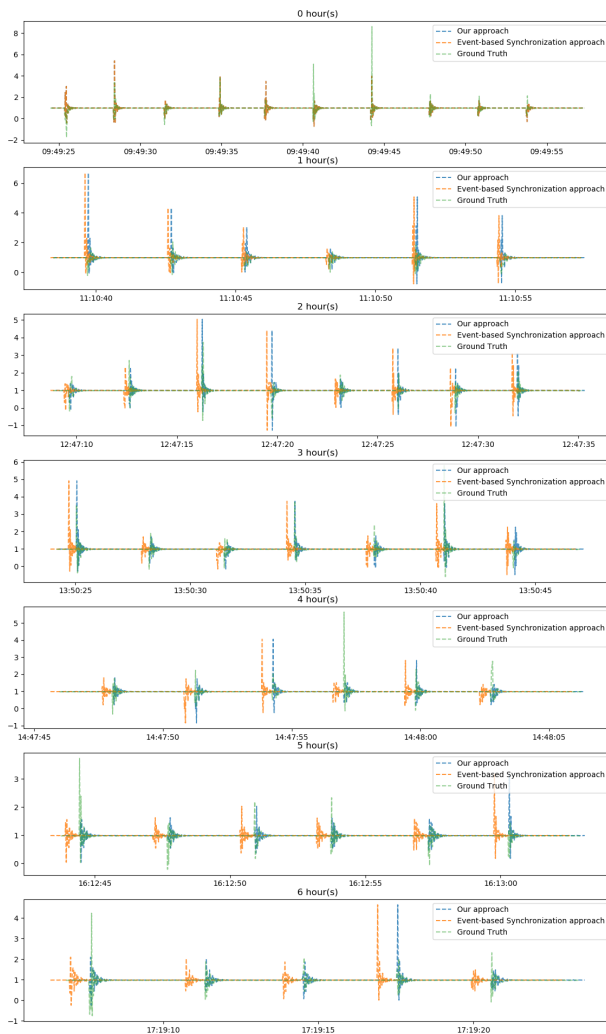 0 hour(s)
Our approach
Event-based Synchronization approach
Ground Truth
8
6
4
2
0
−2
09:49:25 09:49:30 09:49:35 09:49:40 09:49:45 09:49:50 09:49:55
1 hour(s)
Our approach
Event-based Synchronization approach
Ground Truth
6
4
2
0
11:10:40 11:10:45 11:10:50 11:10:55
2 hour(s)
Our approach
Event-based Synchronization approach
Ground Truth
5
4
3
2
1
0
−1
12:47:10 12:47:15 12:47:20 12:47:25 12:47:30 12:47:35
3 hour(s)
Our approach
Event-based Synchronization approach
Ground Truth
6
5
4
3
2
1
0
13:50:25 13:50:30 13:50:35 13:50:40 13:50:45
4 hour(s)
Our approach
Event-based Synchronization approach
Ground Truth
5
4
3
2
1
0
−1
14:47:45 14:47:50 14:47:55 14:48:00 14:48:05
5 hour(s)
Our approach
Event-based Synchronization approach
Ground Truth
3
2
1
0
16:12:45 16:12:50 16:12:55 16:13:00
6 hour(s)
Our approach
Event-based Synchronization approach
Ground Truth
4
3
2
1
0
−1
17:19:10 17:19:15 17:19:20